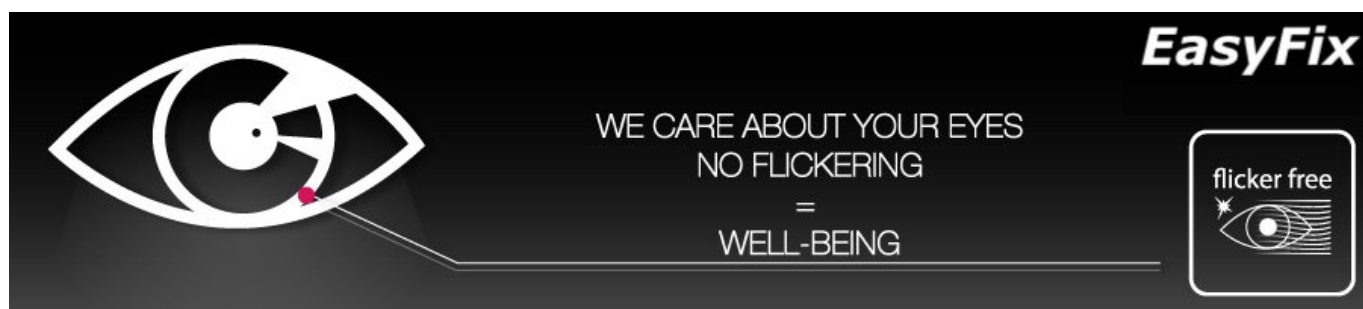 EasyFix
WE CARE ABOUT YOUR EYES
NO FLICKERING
=
WELL-BEING
flicker free